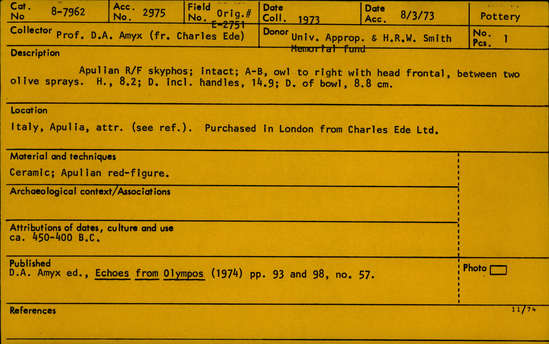 Cat. No. 8-7962 Acc. No. 2975 Field No. Orig.# E-2751 Date Coll. 1973 Date Acc. 8/3/73 Pottery
Collector Prof. D.A. Amyx (fr. Charles Ede) Donor Univ. Approp. & H.R.W. Smith Memorial fund No. Pcs. 1
Description
Apulian R/F skyphos; intact; A-B, owl to right with head frontal, between two
olive sprays. H., 8.2; D. incl. handles, 14.9; D. of bowl, 8.8 cm.
Location
Italy, Apulia, attr. (see ref.). Purchased in London from Charles Ede Ltd.
Material and techniques
Ceramic; Apulian red-figure.
Archaeological context/Associations
Attributions of dates, culture and use
ca. 450-400 B.C.
Published
D.A. Amyx ed., Echoes from Olympos (1974) pp. 93 and 98, no. 57.
Photo
References
11/74